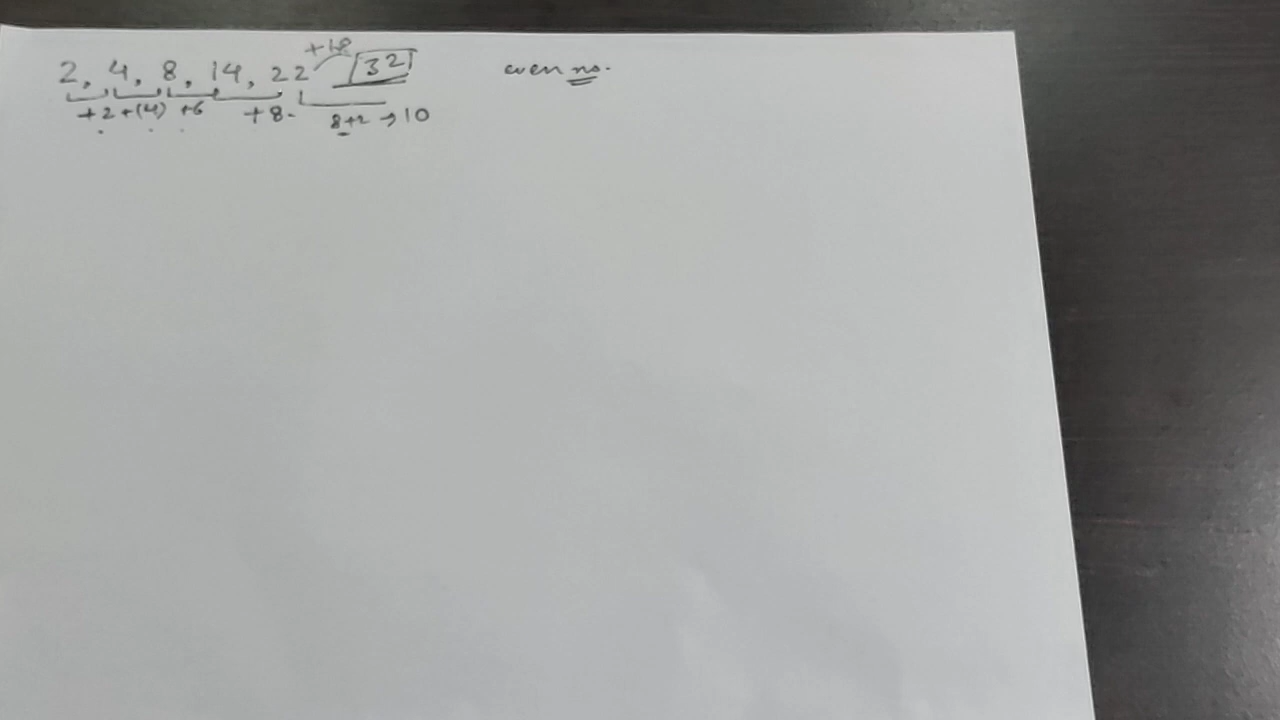 2, 4, 8, 14, 22 +10 32 even no.
+2 +(4) +6 +8 8+2 → 10